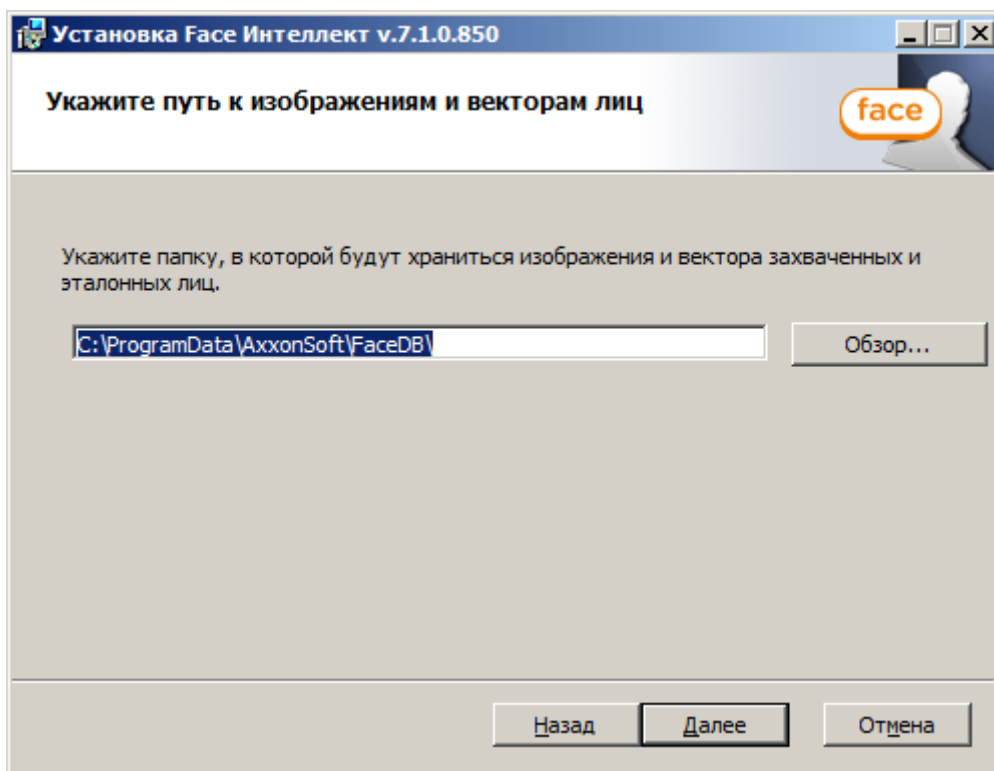 Установка Face Интеллект v.7.1.0.850
Укажите путь к изображениям и векторам лиц
face
Укажите папку, в которой будут храниться изображения и вектора захваченных и
эталонных лиц.
C:\ProgramData\AxxonSoft\FaceDB\
Обзор...
Назад
Далее
Отмена